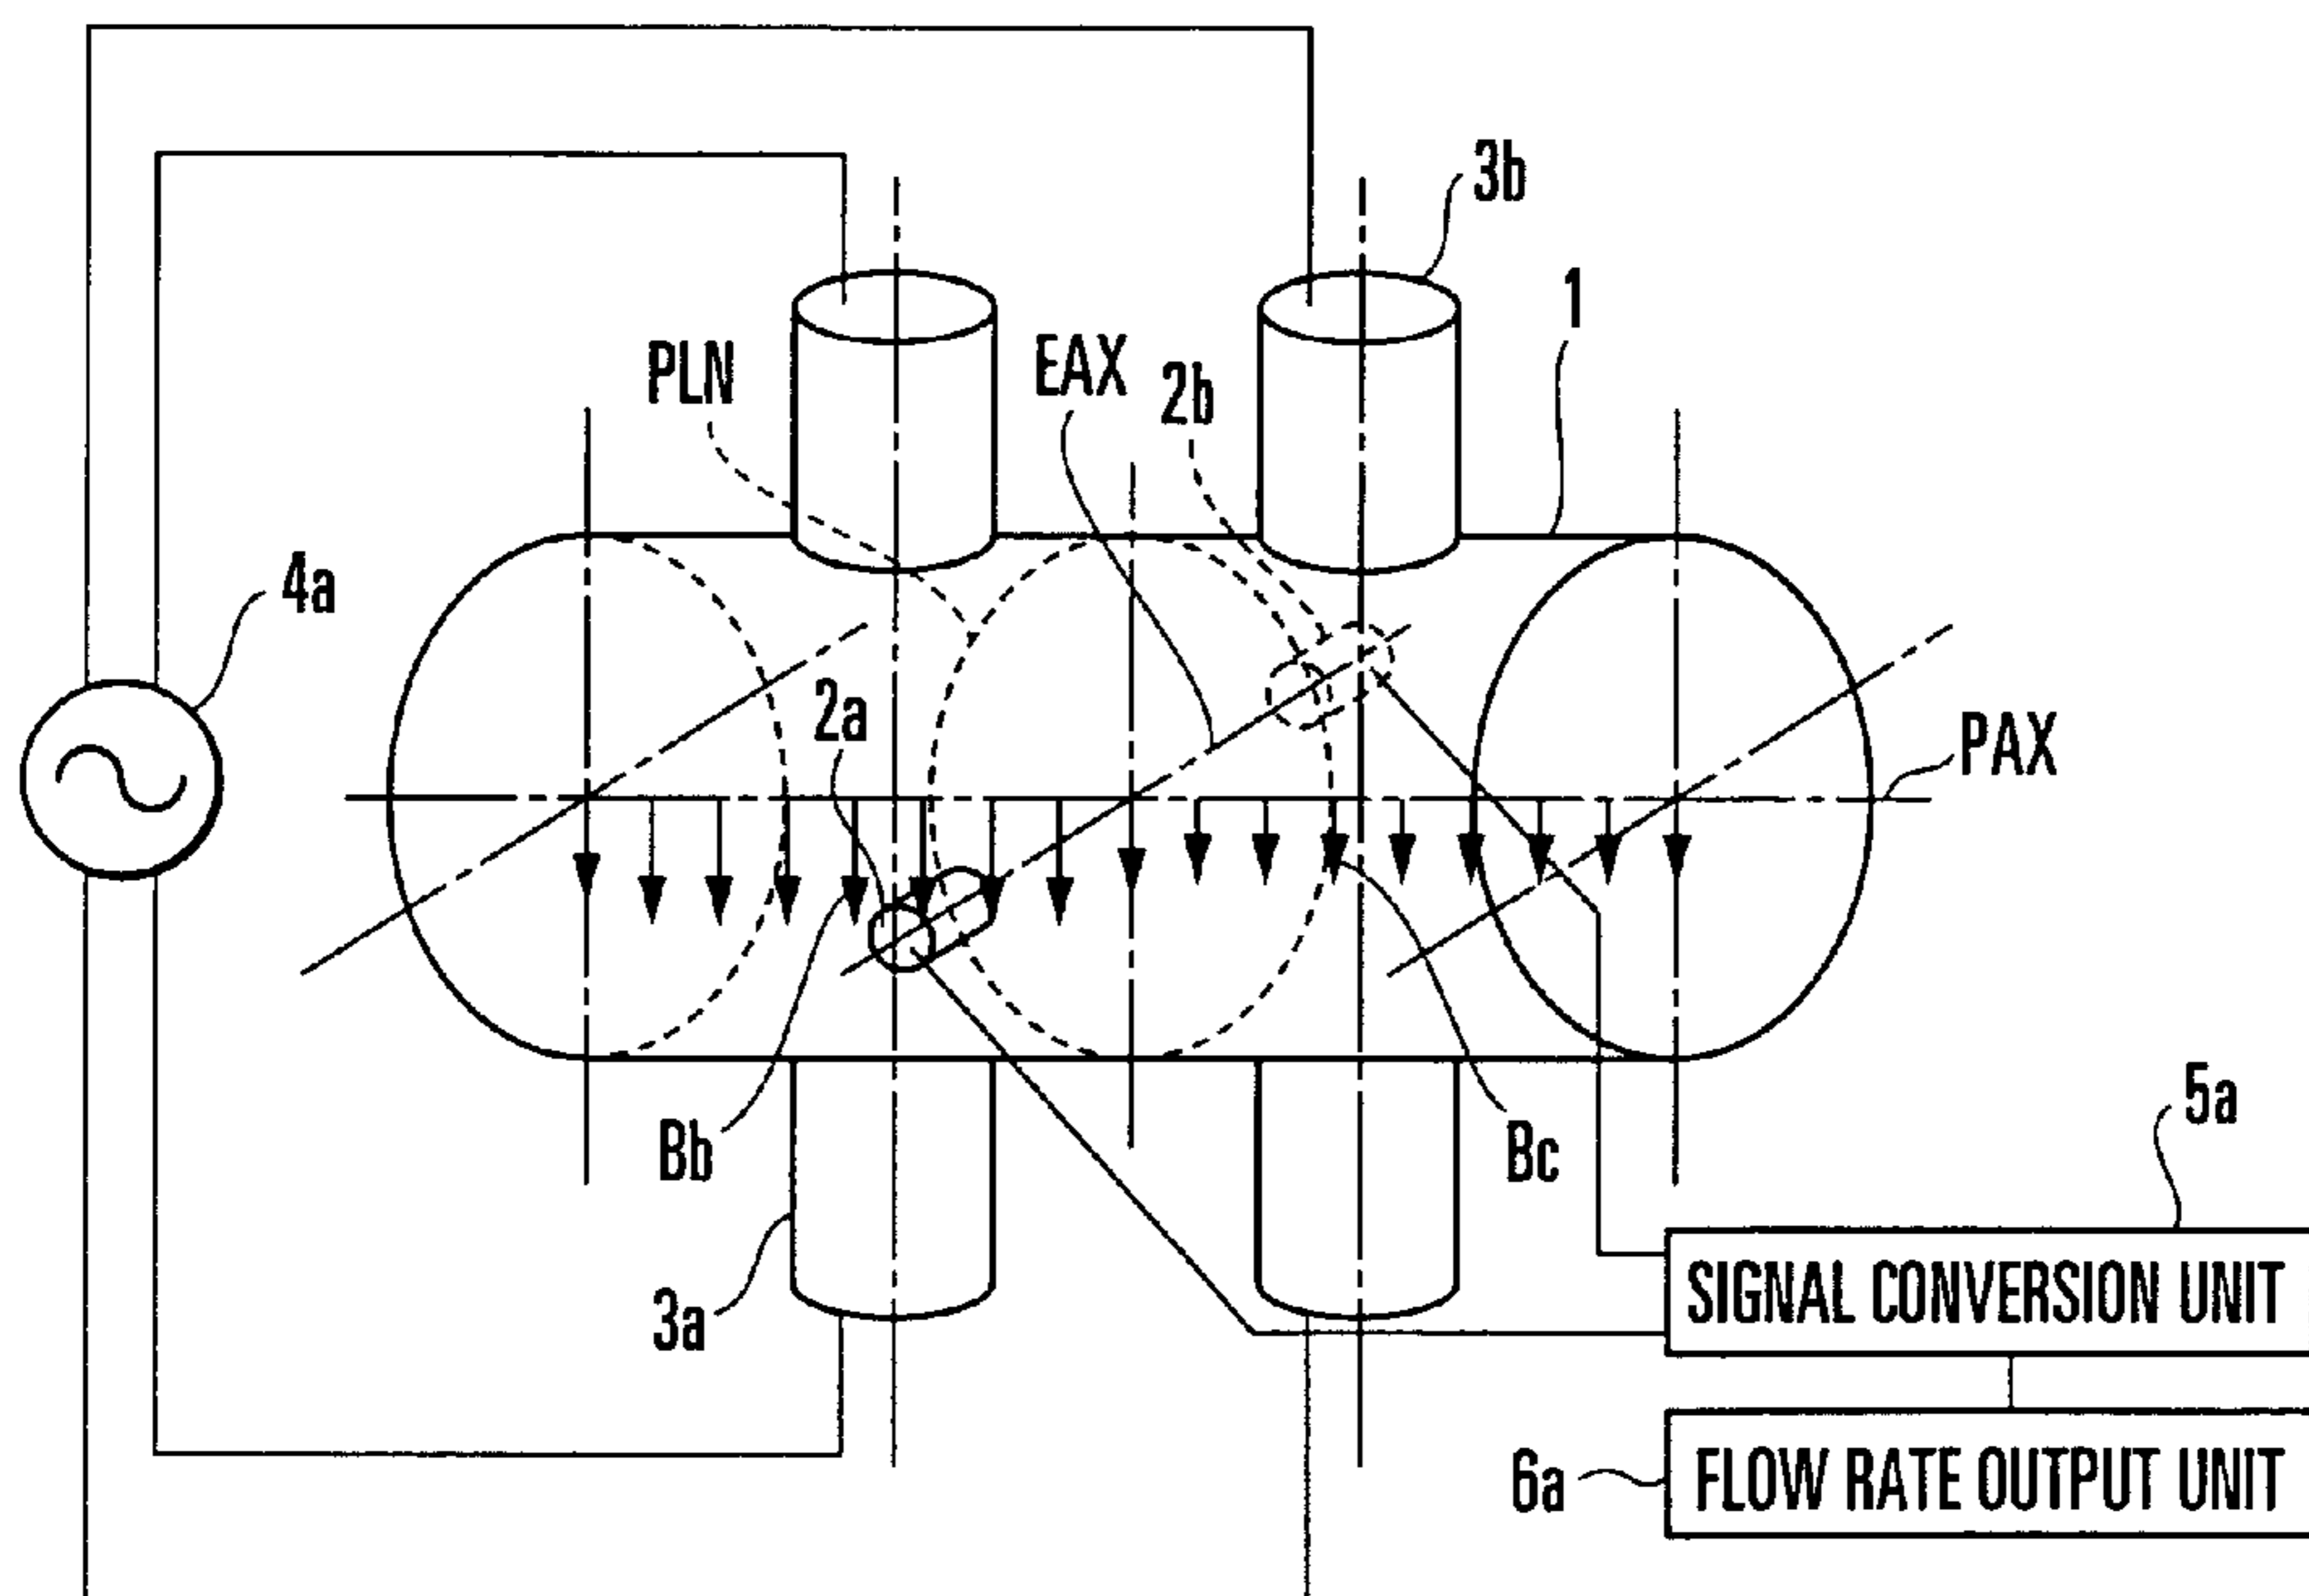 3b
1
PLN
EAX
2b
4a
2a
PAX
5a
Bb
Bc
3a
SIGNAL CONVERSION UNIT
6a
FLOW RATE OUTPUT UNIT